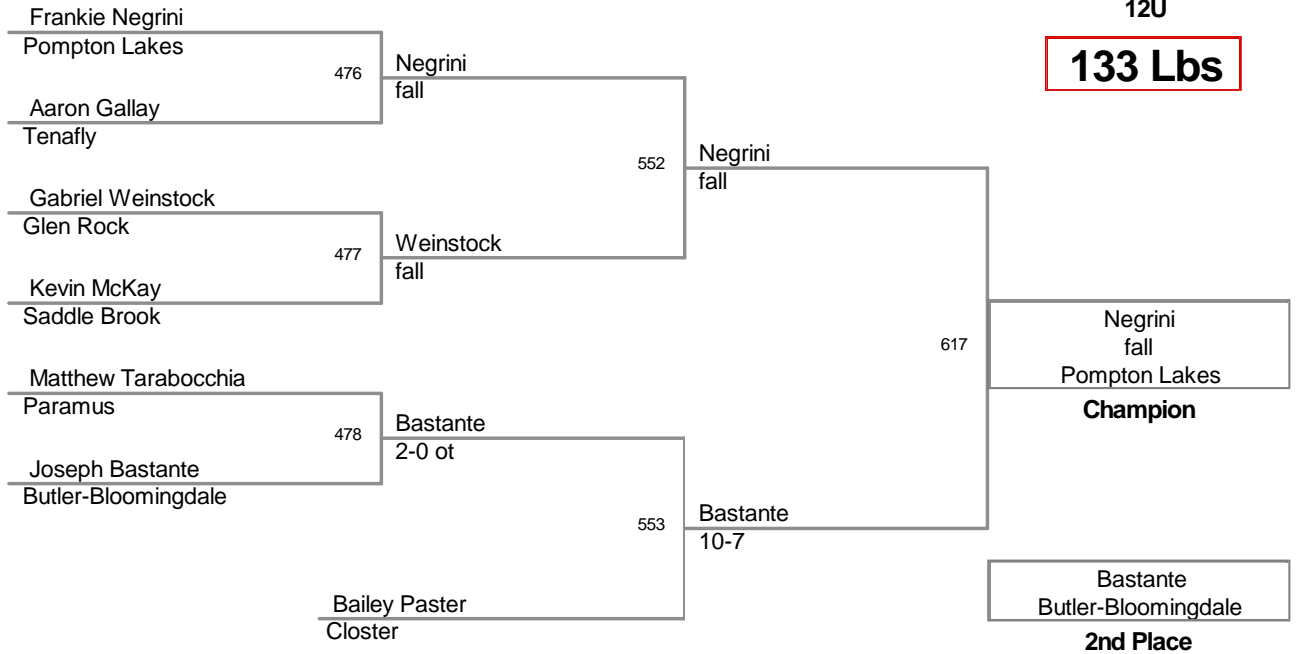 12U
133 Lbs
Frankie Negrini
Pompton Lakes
476
Negrini
fall
Aaron Gallay
Tenafly
552
Negrini
fall
Gabriel Weinstock
Glen Rock
477
Weinstock
fall
Kevin McKay
Saddle Brook
617
Negrini
fall
Pompton Lakes
Champion
Matthew Tarabocchia
Paramus
478
Bastante
2-0 ot
Joseph Bastante
Butler-Bloomingdale
553
Bastante
10-7
Bailey Paster
Closter
Bastante
Butler-Bloomingdale
2nd Place